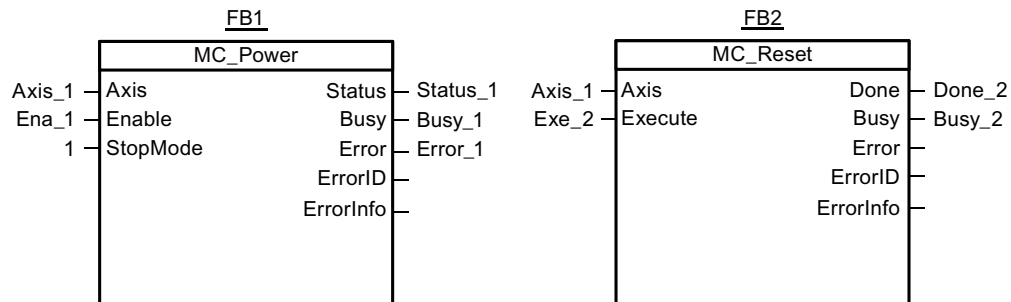 FB1
MC_Power
Axis_1 Axis Status Status_1
Ena_1 Enable Busy Busy_1
1 StopMode Error Error_1
ErrorID
ErrorInfo
FB2
MC_Reset
Axis_1 Axis Done Done_2
Exe_2 Execute Busy Busy_2
Error
ErrorID
ErrorInfo